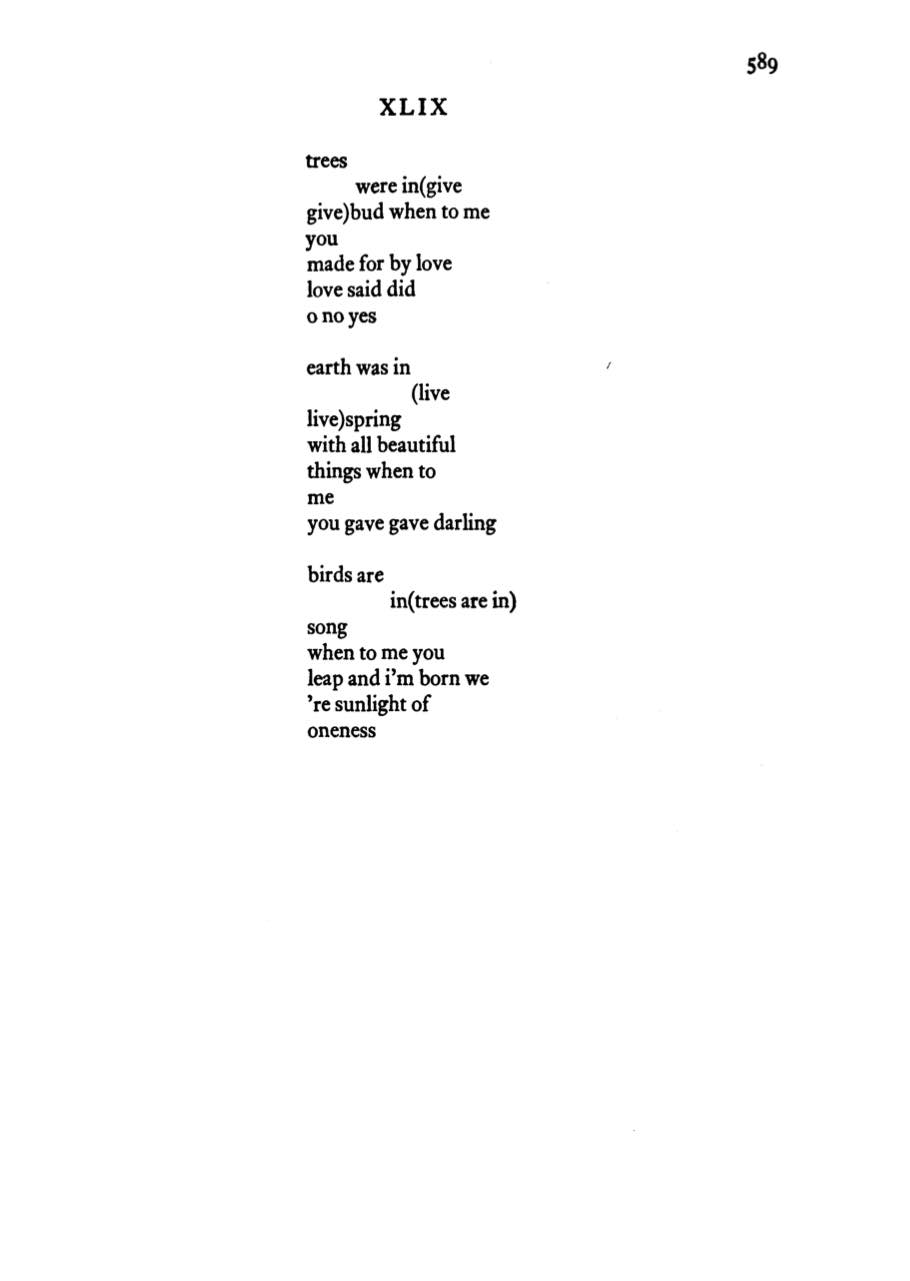 589
XLIX
trees
were in(give
give)bud when to me
you
made for by love
love said did
o no yes
earth was in
(live
live)spring
with all beautiful
things when to
me
you gave gave darling
birds are
in(trees are in)
song
when to me you
leap and i’m born we
’re sunlight of
oneness